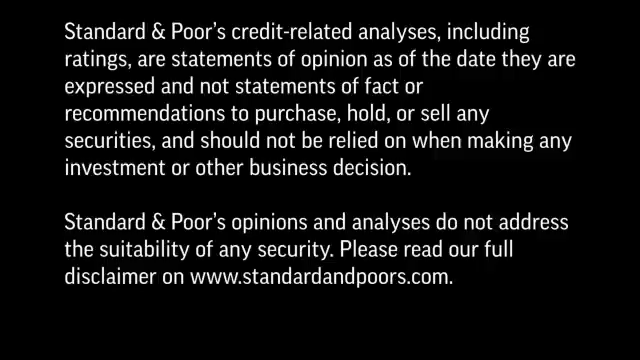 Standard & Poor’s credit-related analyses, including
ratings, are statements of opinion as of the date they are
expressed and not statements of fact or
recommendations to purchase, hold, or sell any
securities, and should not be relied on when making any
investment or other business decision.
Standard & Poor’s opinions and analyses do not address
the suitability of any security. Please read our full
disclaimer on www.standardandpoors.com.